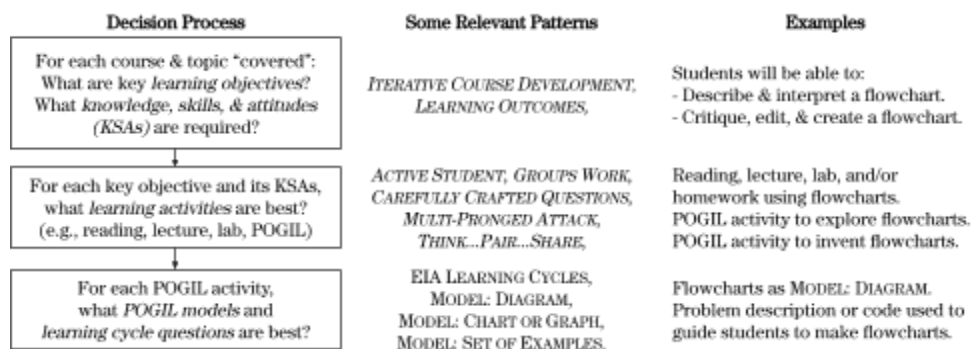 Decision Process
For each course & topic "covered":
What are key learning objectives?
What knowledge, skills, & attitudes
(KSAs) are required?
For each key objective and its KSAs,
what learning activities are best?
(e.g., reading, lecture, lab, POGIL)
For each POGIL activity,
what POGIL models and
learning cycle questions are best?
Some Relevant Patterns
ITERATIVE COURSE DEVELOPMENT,
LEARNING OUTCOMES,
ACTIVE STUDENT, GROUPS WORK,
CAREFULLY CRAFTED QUESTIONS,
MULTI-PRONGED ATTACK,
THINK...PAIR...SHARE,
EIA LEARNING CYCLES,
MODEL: DIAGRAM,
MODEL: CHART OR GRAPH,
MODEL: SET OF EXAMPLES,
Examples
Students will be able to:
- Describe & interpret a flowchart.
- Critique, edit, & create a flowchart.
Reading, lecture, lab, and/or
homework using flowcharts.
POGIL activity to explore flowcharts.
POGIL activity to invent flowcharts.
Flowcharts as MODEL: DIAGRAM.
Problem description or code used to
guide students to make flowcharts.